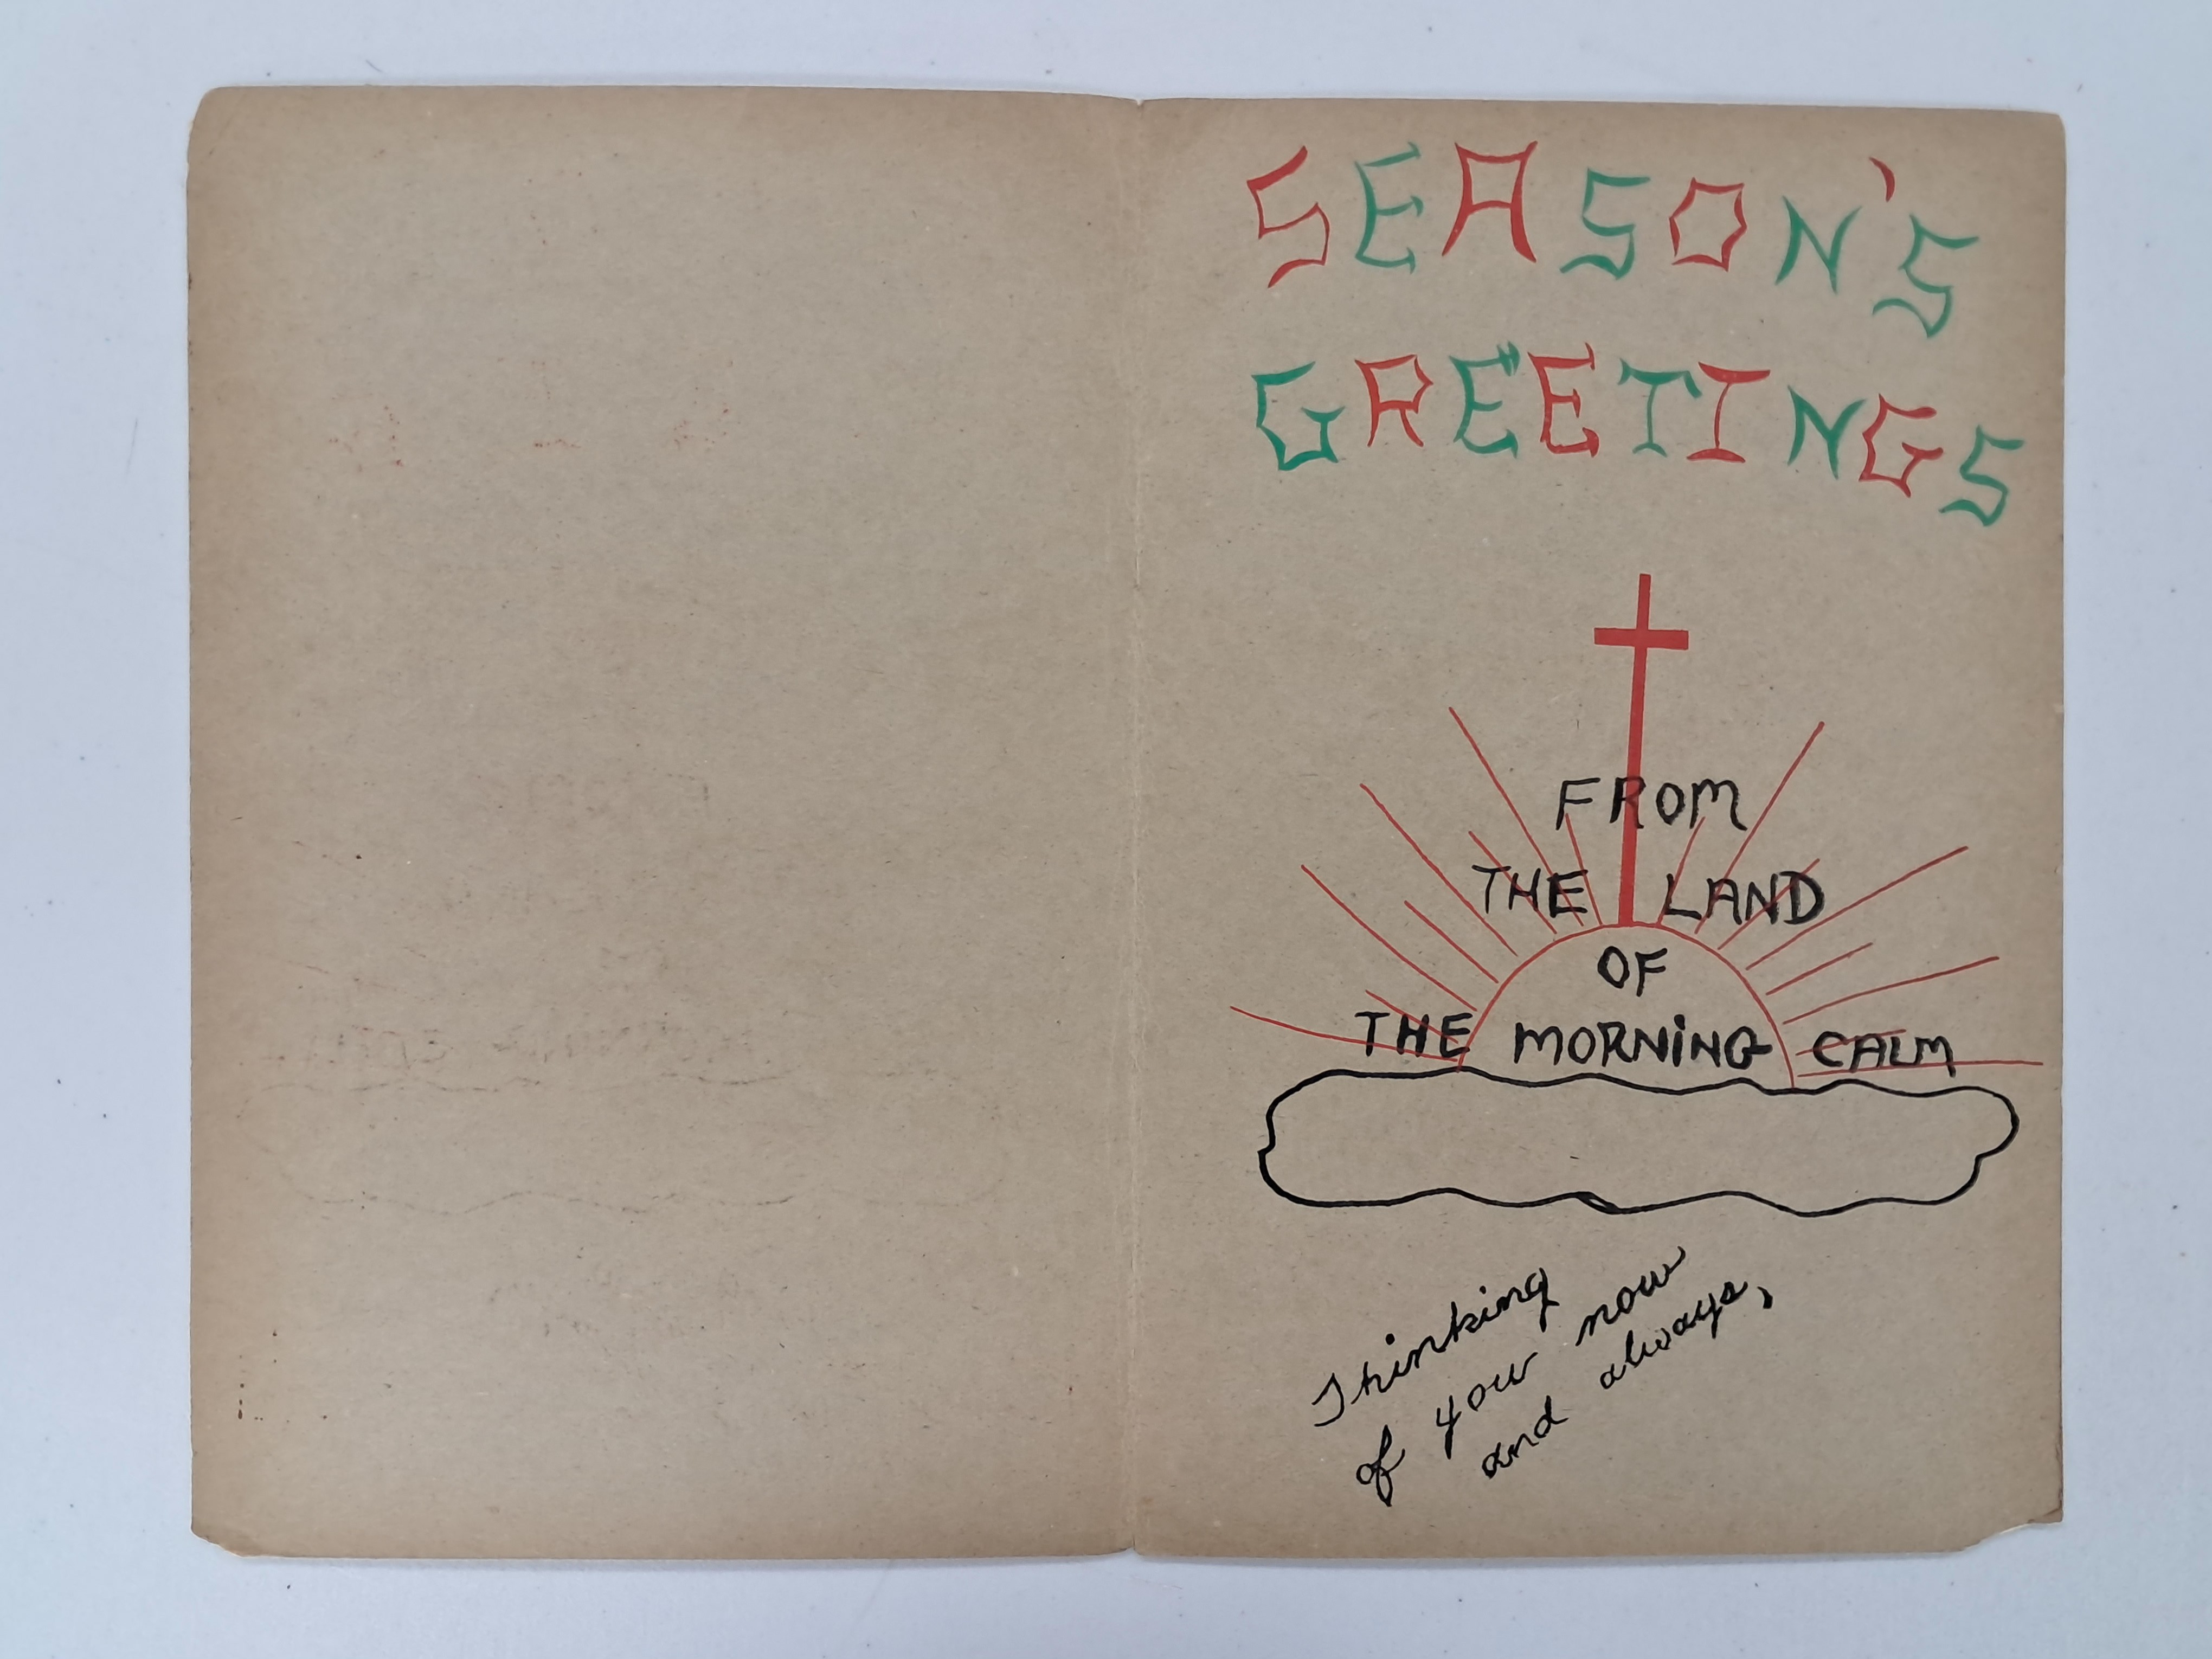 SEASON'S
GREETINGS
FROM
THE LAND
OF
THE MORNING CALM
Thinking
of you now
and always,